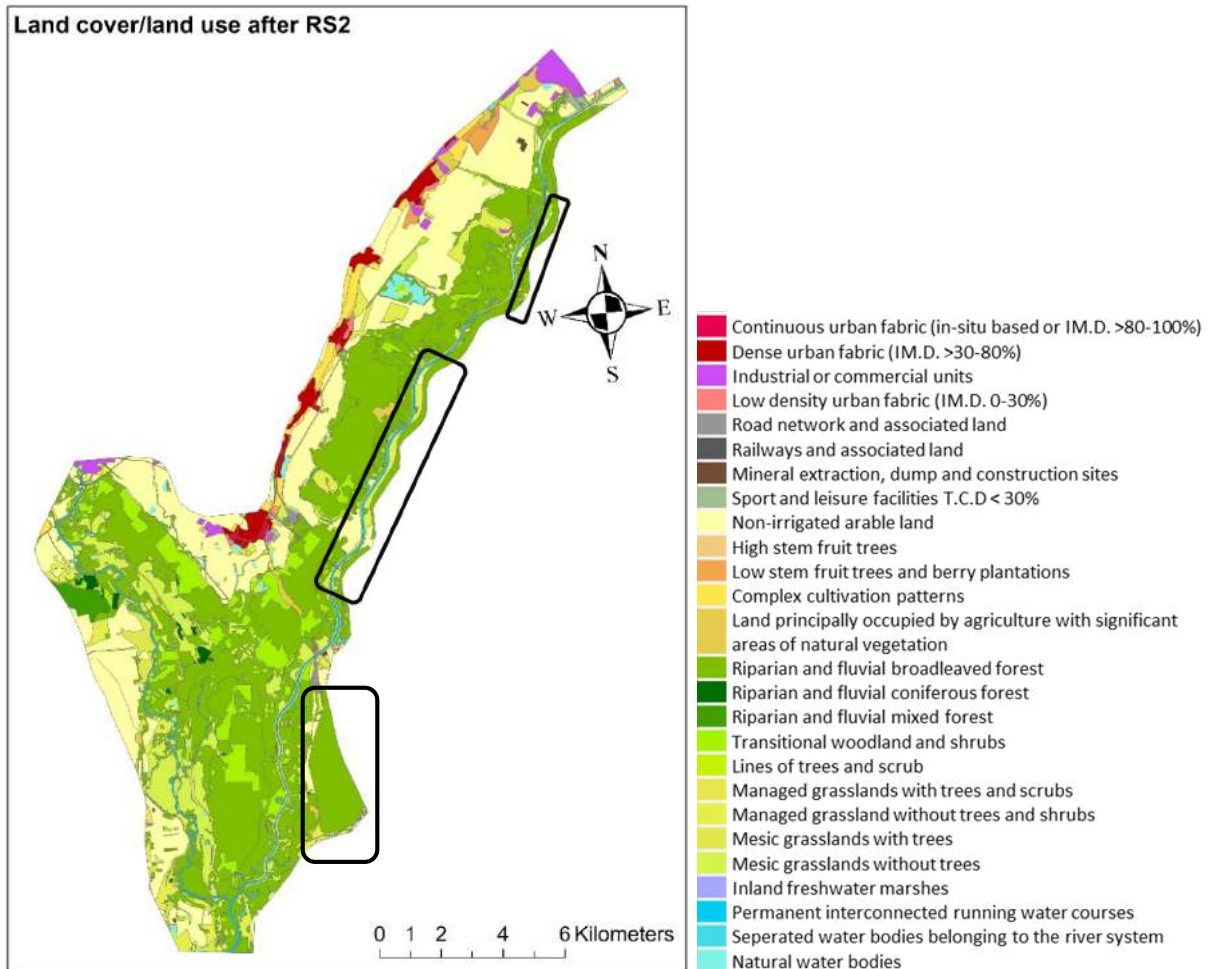 Land cover/land use after RS2
N
W
E
S
0 1 2 4 6 Kilometers
Continuous urban fabric (in-situ based or IM.D. >80-100%)
Dense urban fabric (IM.D. >30-80%)
Industrial or commercial units
Low density urban fabric (IM.D. 0-30%)
Road network and associated land
Railways and associated land
Mineral extraction, dump and construction sites
Sport and leisure facilities T.C.D < 30%
Non-irrigated arable land
High stem fruit trees
Low stem fruit trees and berry plantations
Complex cultivation patterns
Land principally occupied by agriculture with significant
areas of natural vegetation
Riparian and fluvial broadleaved forest
Riparian and fluvial coniferous forest
Riparian and fluvial mixed forest
Transitional woodland and shrubs
Lines of trees and scrub
Managed grasslands with trees and scrubs
Managed grassland without trees and shrubs
Mesic grasslands with trees
Mesic grasslands without trees
Inland freshwater marshes
Permanent interconnected running water courses
Seperated water bodies belonging to the river system
Natural water bodies